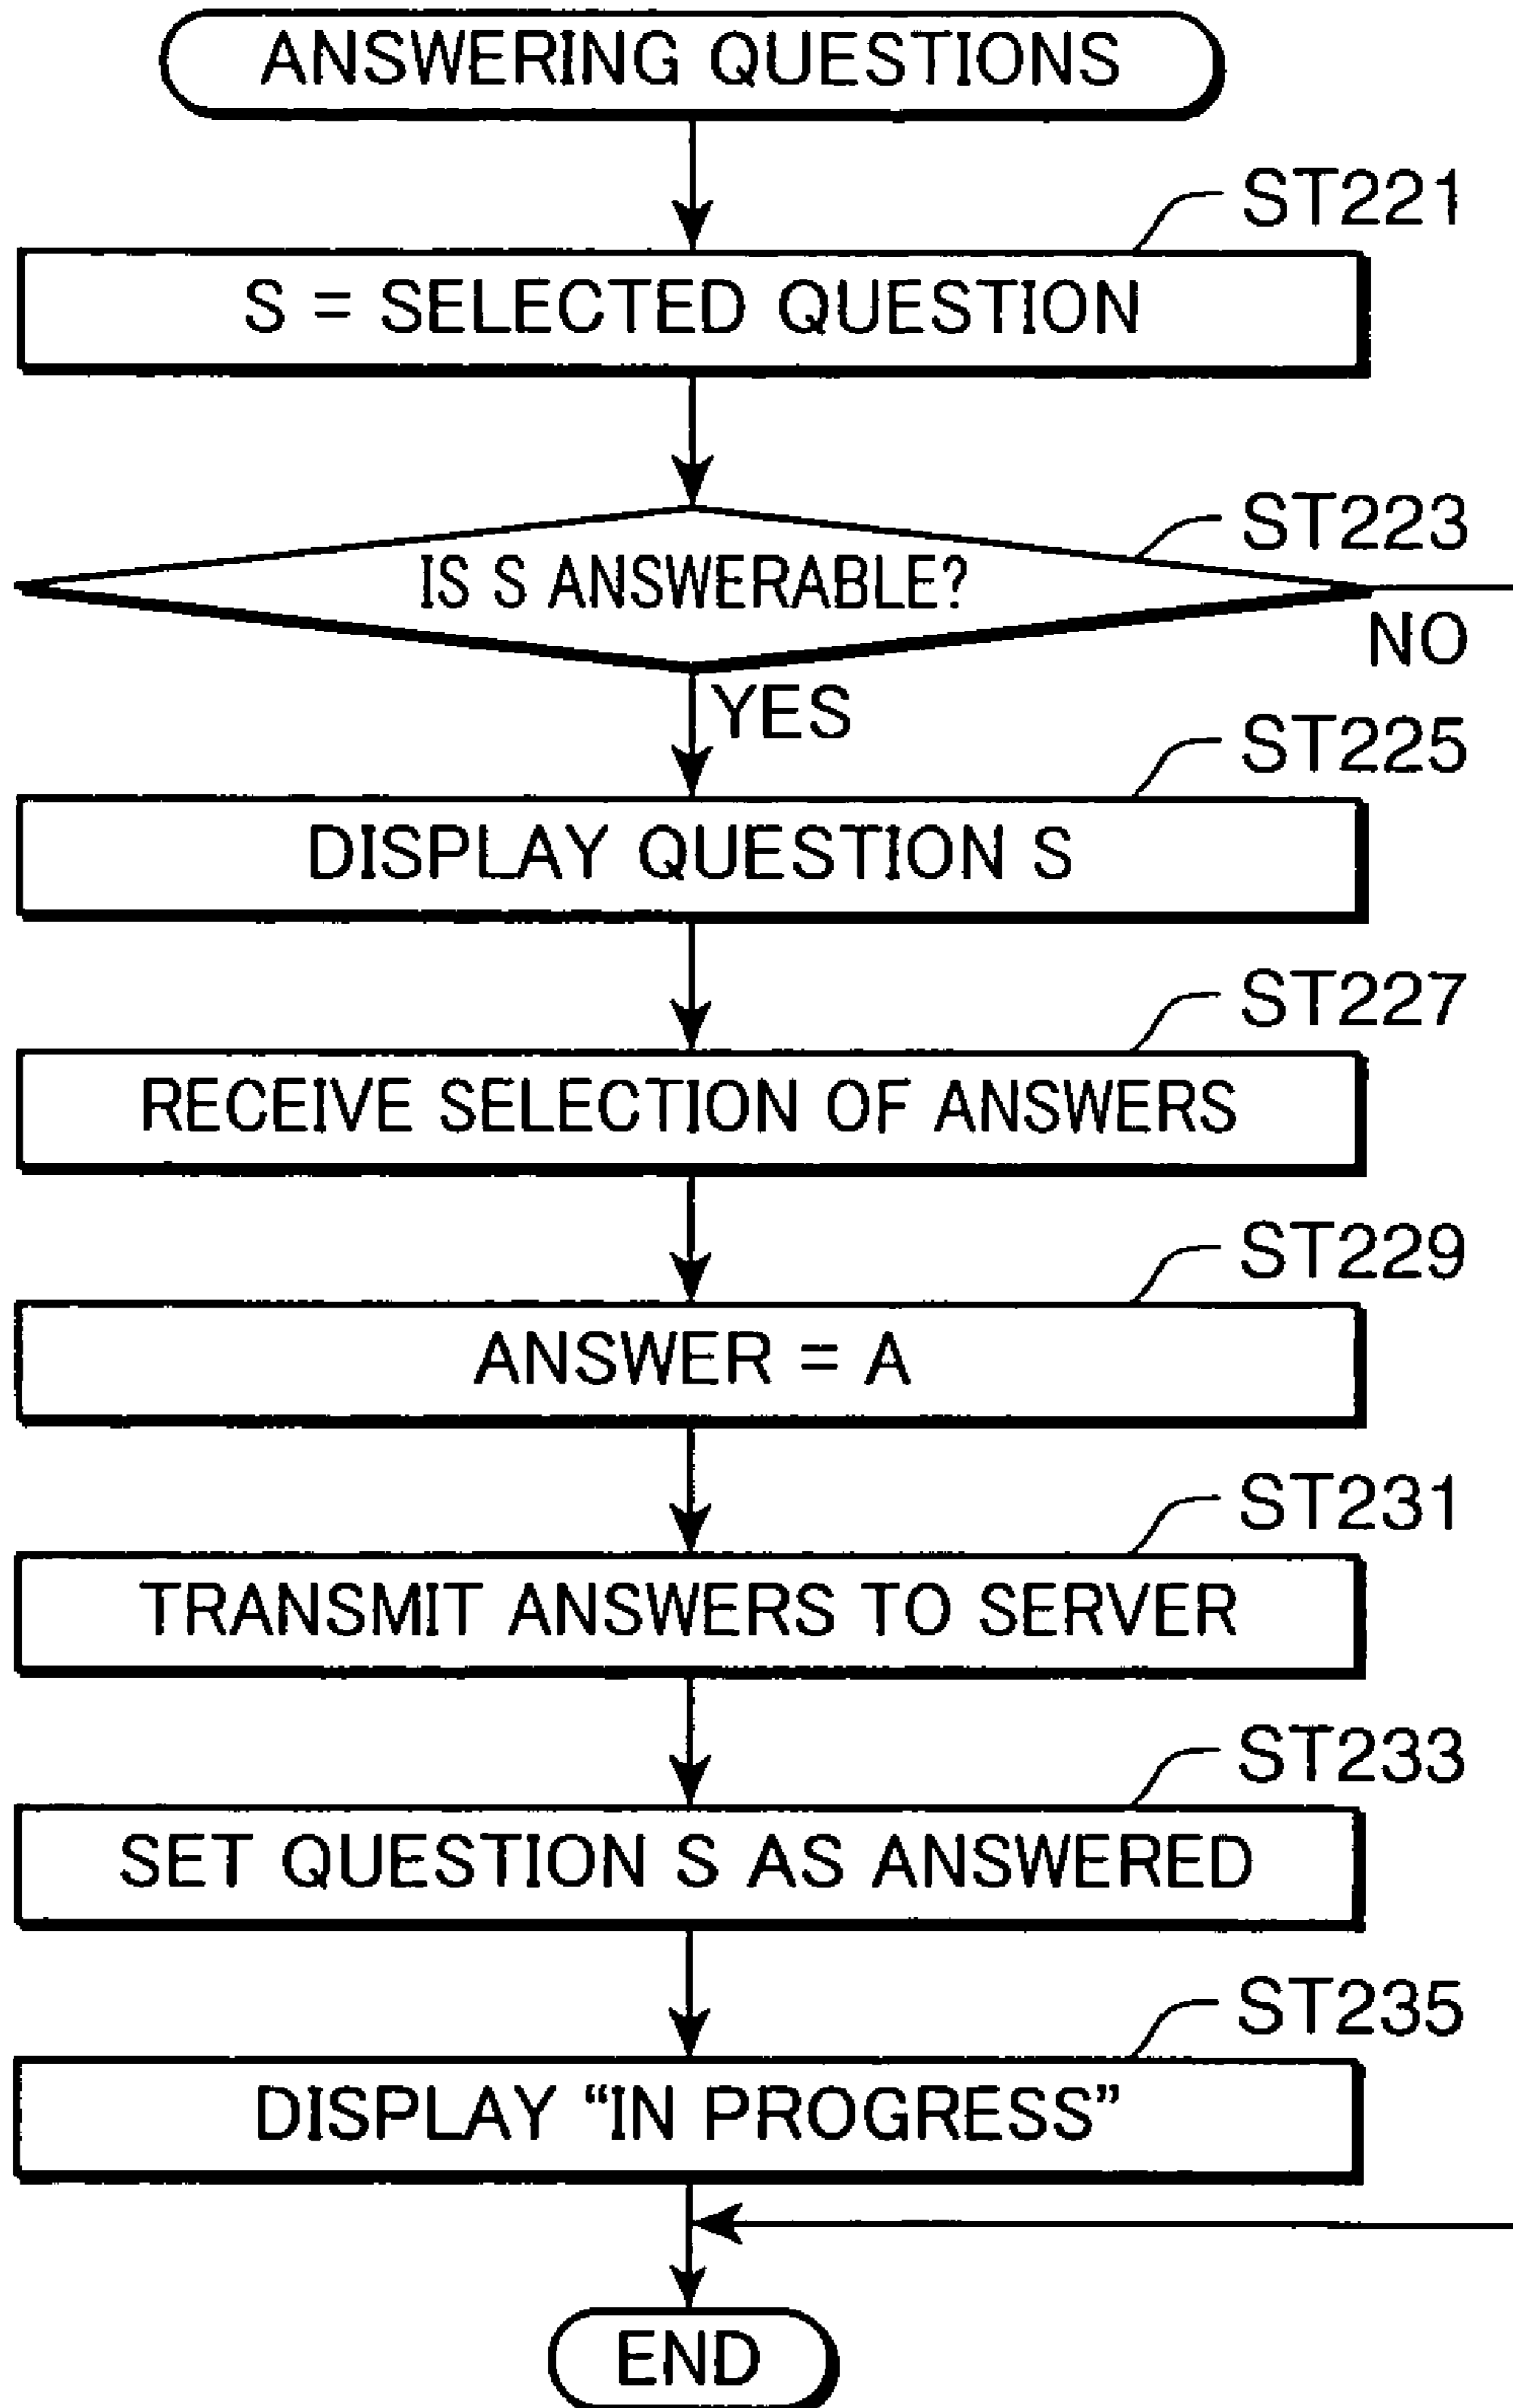 ANSWERING QUESTIONS
ST221
S = SELECTED QUESTION
ST223
IS S ANSWERABLE?
NO
YES
ST225
DISPLAY QUESTION S
ST227
RECEIVE SELECTION OF ANSWERS
ST229
ANSWER = A
ST231
TRANSMIT ANSWERS TO SERVER
ST233
SET QUESTION S AS ANSWERED
ST235
DISPLAY “IN PROGRESS”
END